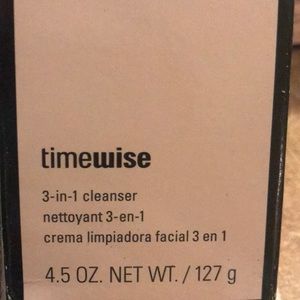 timewise
3-in-1 cleanser
nettoyant 3-en-1
crema limpiadora facial 3 en 1
4.5 OZ. NET WT. / 127 g